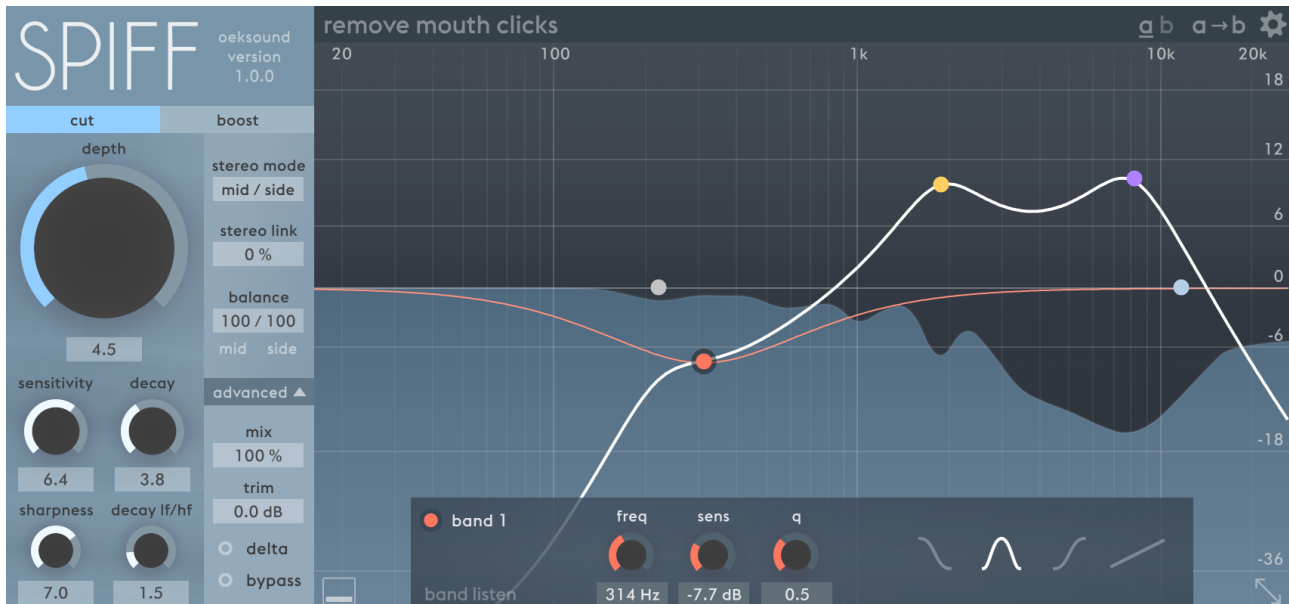 SPIFF
oeksound
version
1.0.0
cut boost
depth
4.5
sensitivity decay
6.4 3.8
sharpness decay lf/hf
7.0 1.5
stereo mode
mid / side
stereo link
0 %
balance
100 / 100
mid side
advanced
mix
100 %
trim
0.0 dB
delta
bypass
remove mouth clicks
a b a→b
20 100 1k 10k 20k
18
12
6
0
-6
-18
-36
band 1
freq sens q
band listen
314 Hz -7.7 dB 0.5